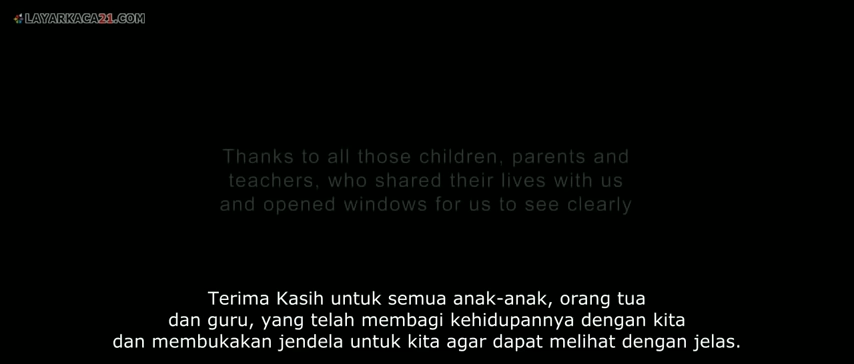 LAYARKACA21.COM
Thanks to all those children, parents and
teachers, who shared their lives with us
and opened windows for us to see clearly
Terima Kasih untuk semua anak-anak, orang tua
dan guru, yang telah membagi kehidupannya dengan kita
dan membukakan jendela untuk kita agar dapat melihat dengan jelas.